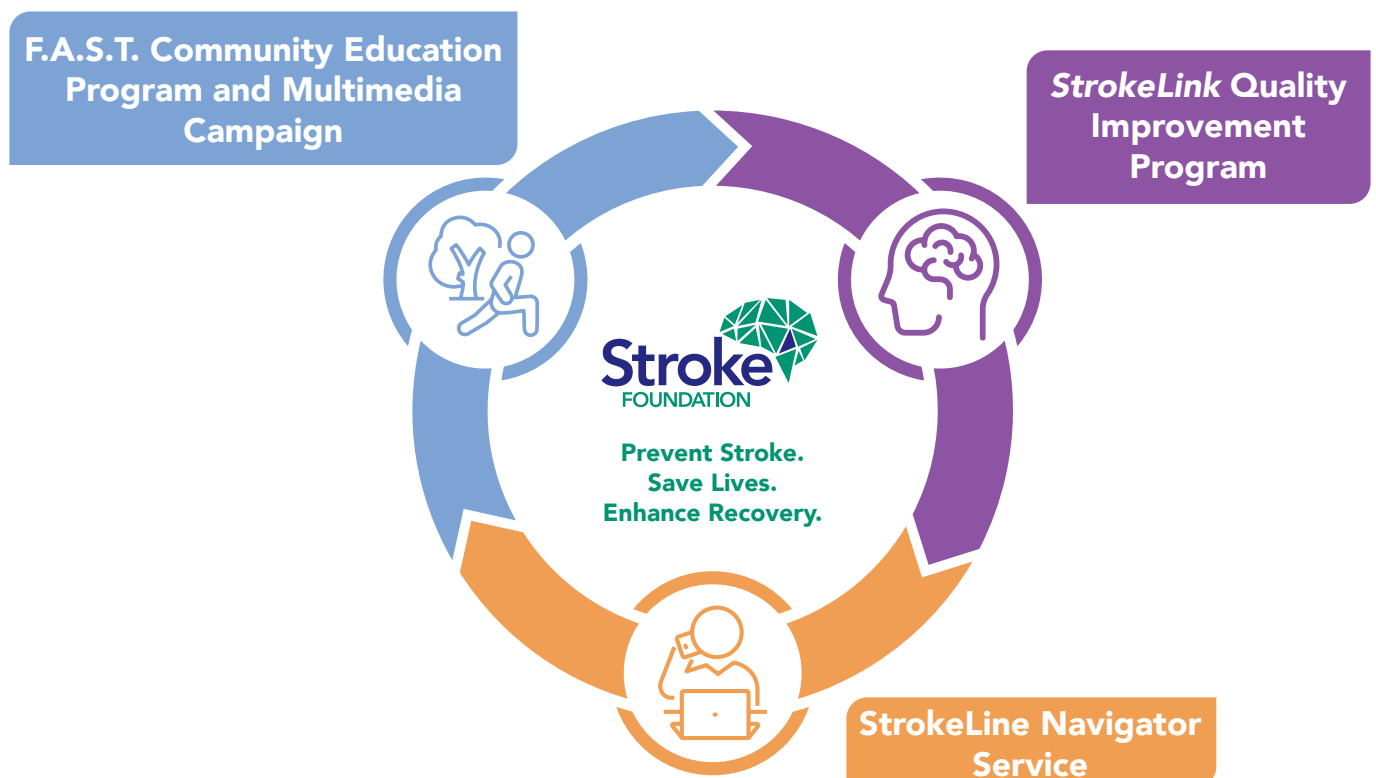 F.A.S.T. Community Education
Program and Multimedia
Campaign
StrokeLink Quality
Improvement
Program
Stroke
FOUNDATION
Prevent Stroke.
Save Lives.
Enhance Recovery.
StrokeLine Navigator
Service